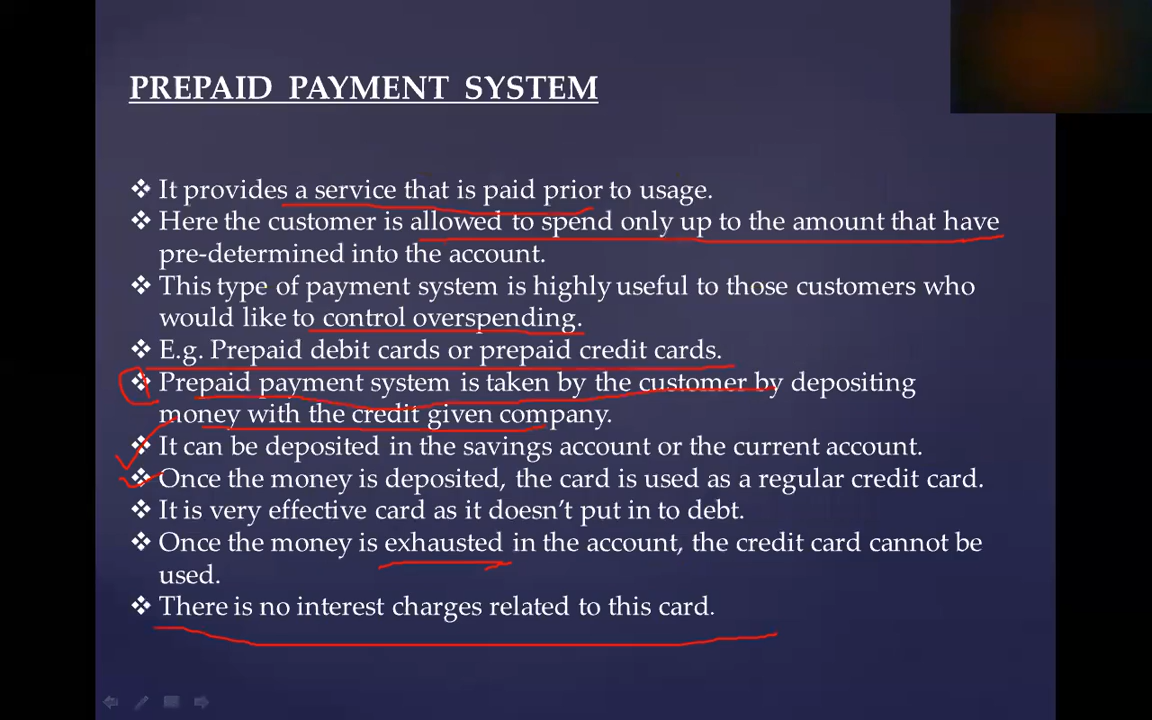 PREPAID PAYMENT SYSTEM
❖ It provides a service that is paid prior to usage.
❖ Here the customer is allowed to spend only up to the amount that have
pre-determined into the account.
❖ This type of payment system is highly useful to those customers who
would like to control overspending.
❖ E.g. Prepaid debit cards or prepaid credit cards.
❖ Prepaid payment system is taken by the customer by depositing
money with the credit given company.
❖ It can be deposited in the savings account or the current account.
❖ Once the money is deposited, the card is used as a regular credit card.
❖ It is very effective card as it doesn't put in to debt.
❖ Once the money is exhausted in the account, the credit card cannot be
used.
❖ There is no interest charges related to this card.